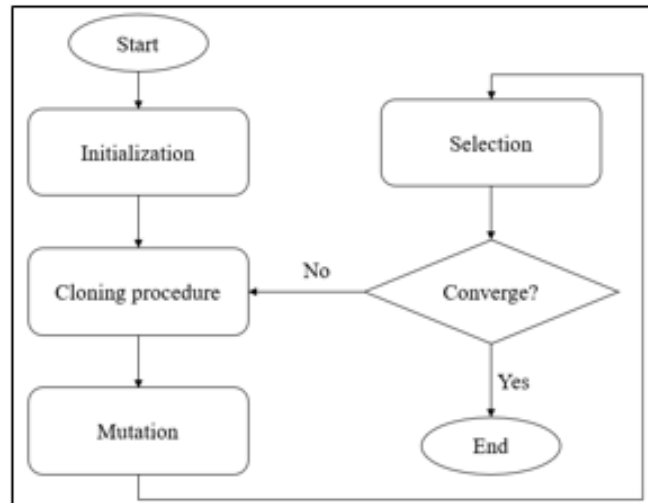 Start
Initialization
Cloning procedure
Mutation
Selection
Converge?
No
Yes
End